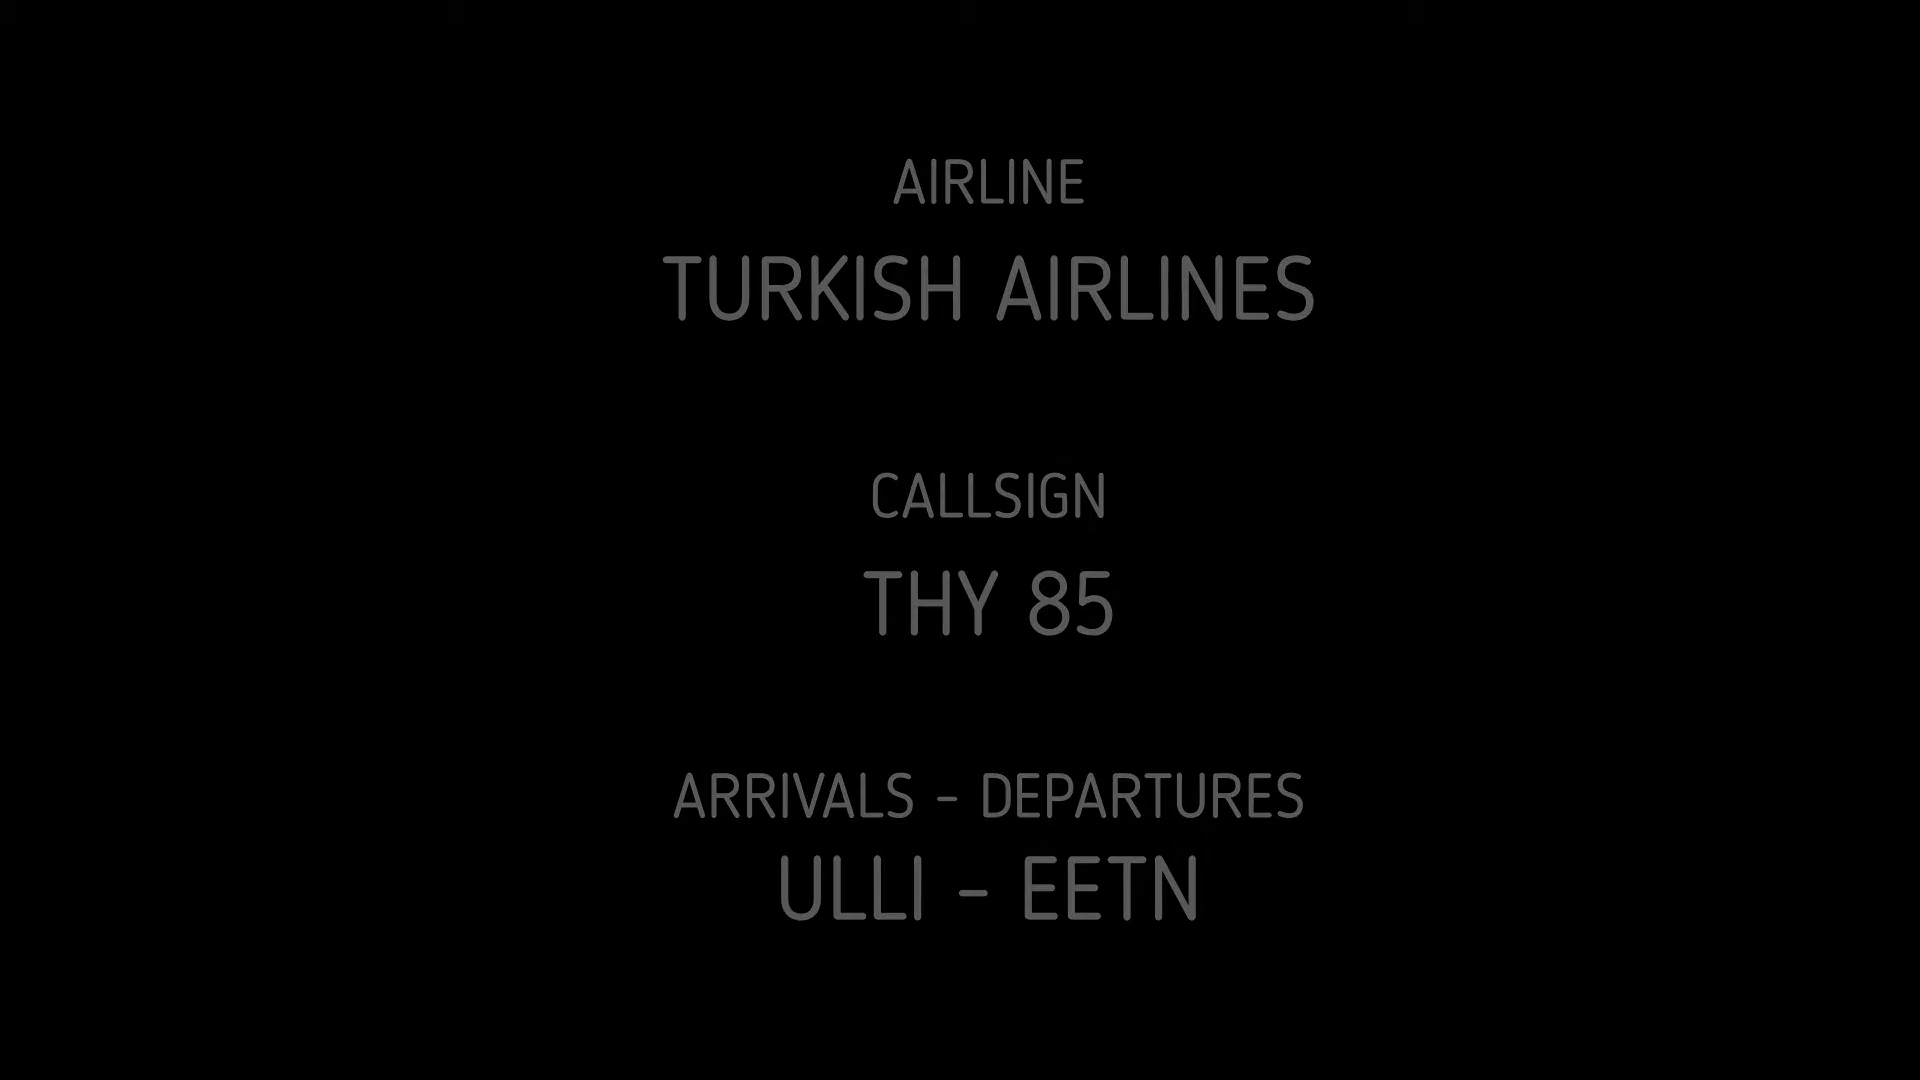 AIRLINE
TURKISH AIRLINES
CALLSIGN
THY 85
ARRIVALS - DEPARTURES
ULLI - EETN